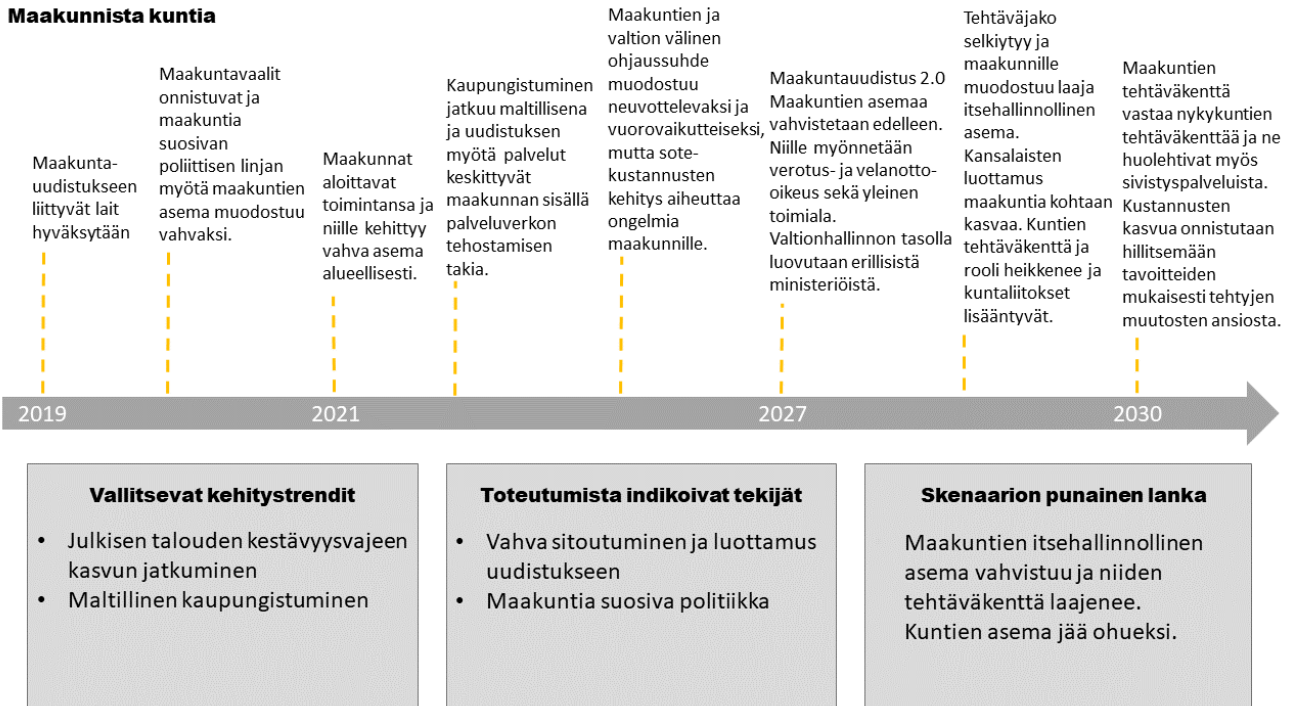 Maakunnista kuntia
Maakunta-
uudistukseen
liittyvät lait
hyväksytään
Maakuntavaalit
onnistuvat ja
maakuntia
suosivan
poliittisen linjan
myötä maakuntien
asema muodostuu
vahvaksi.
Maakunnat
aloittavat
toimintansa ja
niille kehittyy
vahva asema
alueellisesti.
Kaupungistuminen
jatkuu maltillisena
ja uudistuksen
myötä palvelut
keskittyvät
maakunnan sisällä
palveluverkon
tehostamisen
takia.
Maakuntien ja
valtion välinen
ohjaussuhde
muodostuu
neuvottelevaksi ja
vuorovaikutteiseksi,
mutta sote-
kustannusten
kehitys aiheuttaa
ongelmia
maakunnille.
Maakuntauudistus 2.0
Maakuntien asemaa
vahvistetaan edelleen.
Niille myönnetään
verotus- ja velanotto-
oikeus sekä yleinen
toimiala.
Valtionhallinnon tasolla
luovutaan erillisistä
ministeriöistä.
Tehtäväjako
selkiytyy ja
maakunnille
muodostuu laaja
itsehallinnollinen
asema.
Kansalaisten
luottamus
maakuntia kohtaan
kasvaa. Kuntien
tehtäväkenttä ja
rooli heikkenee ja
kuntaliitokset
lisääntyvät.
Maakuntien
tehtäväkenttä
vastaa nykykuntien
tehtäväkenttää ja ne
huolehtivat myös
sivistyspalveluista.
Kustannusten
kasvua onnistutaan
hillitsemään
tavoitteiden
mukaisesti tehtyjen
muutosten ansiosta.
2019
2021
2027
2030
Vallitsevat kehitystrendit
• Julkisen talouden kestävyysvajeen
kasvun jatkuminen
• Maltillinen kaupungistuminen
Toteutumista indikoivat tekijät
• Vahva sitoutuminen ja luottamus
uudistukseen
• Maakuntia suosiva politiikka
Skenaarion punainen lanka
Maakuntien itsehallinnollinen
asema vahvistuu ja niiden
tehtäväkenttä laajenee.
Kuntien asema jää ohueksi.